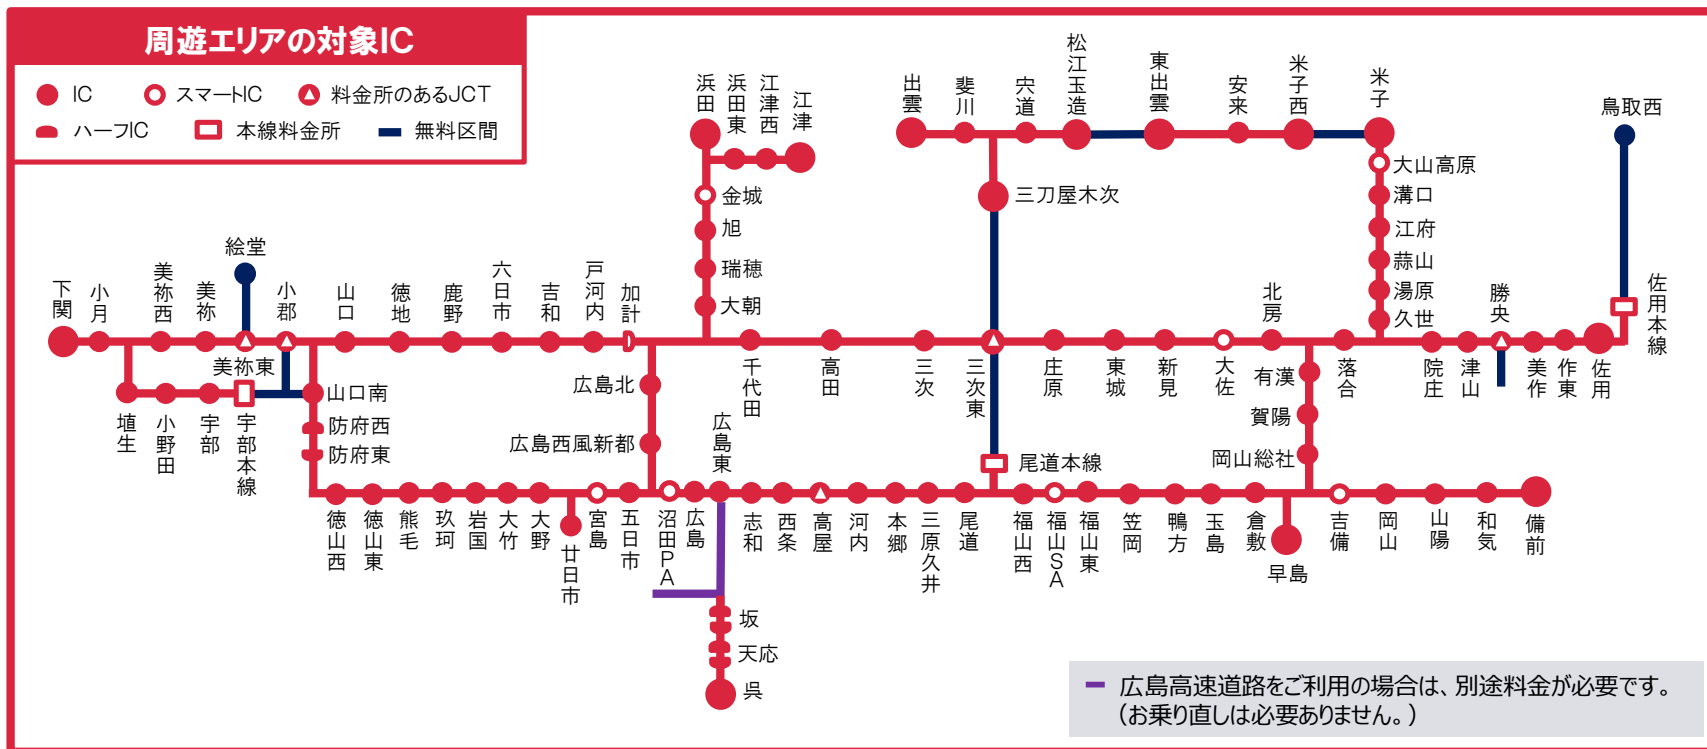 周遊エリアの対象IC
IC
スマートIC
料金所のあるJCT
ハーフIC
本線料金所
無料区間
浜田
浜田東
江津西
江津
出雲
斐川
宍道
松江玉造
東出雲
安来
米子西
米子
鳥取西
大山高原
金城
三刀屋木次
溝口
旭
江府
絵堂
瑞穂
蒜山
大朝
湯原
久世
下関
小月
美祢西
美祢
小郡
山口
徳地
鹿野
六日市
吉和
戸河内
加計
北房
勝央
佐用本線
美祢東
千代田
高田
三次
三次東
庄原
東城
新見
大佐
落合
院庄
津山
美作
作東
佐用
広島北
有漢
埴生
小野田
宇部
宇部本線
山口南
賀陽
防府西
広島西風新都
広島東
防府東
岡山総社
尾道本線
徳山西
徳山東
熊毛
玖珂
岩国
大竹
大野
廿日市
宮島
五日市
沼田PA
広島
志和
西条
高屋
河内
本郷
三原久井
尾道
福山西
福山SA
福山東
笠岡
鴨方
玉島
倉敷
早島
吉備
岡山
山陽
和気
備前
坂
天応
呉
広島高速道路をご利用の場合は、別途料金が必要です。
(お乗り直しは必要ありません。)